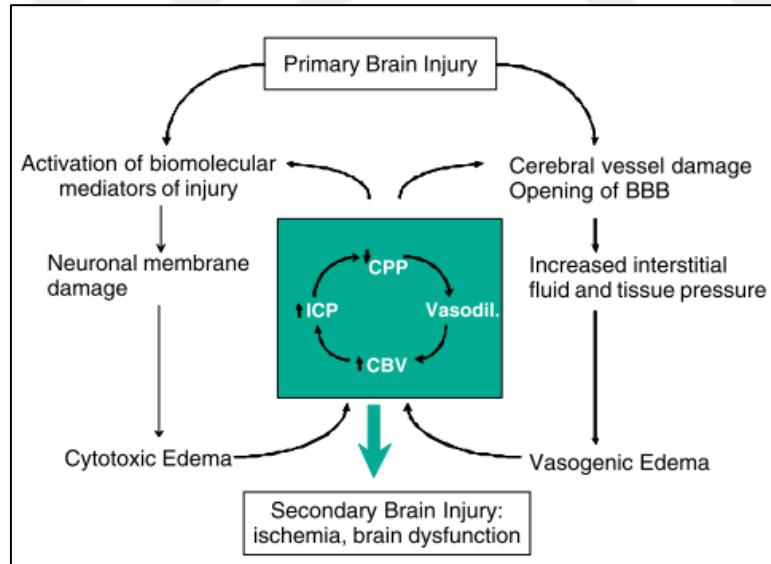 Primary Brain Injury
Activation of biomolecular
mediators of injury
Cerebral vessel damage
Opening of BBB
Neuronal membrane
damage
Increased interstitial
fluid and tissue pressure
↓CPP
↑ICP
Vasodil.
↑CBV
Cytotoxic Edema
Vasogenic Edema
Secondary Brain Injury:
ischemia, brain dysfunction